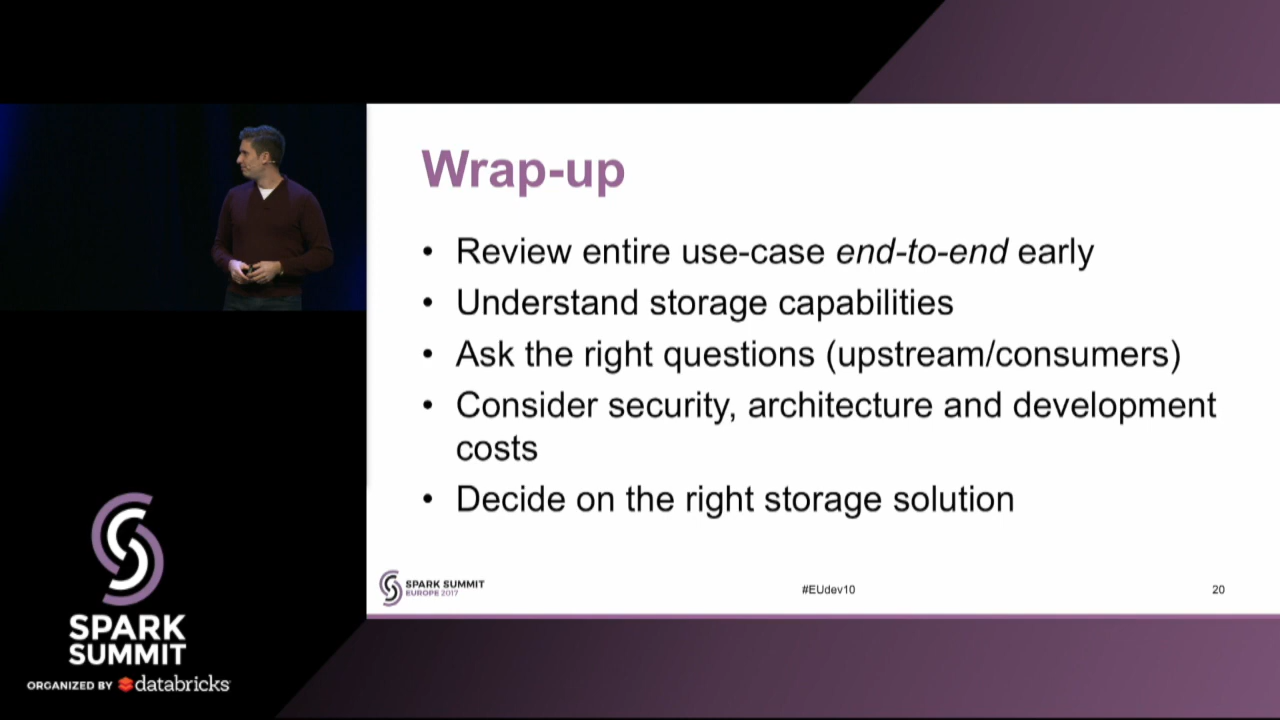 Wrap-up
• Review entire use-case end-to-end early
• Understand storage capabilities
• Ask the right questions (upstream/consumers)
• Consider security, architecture and development
costs
• Decide on the right storage solution
SPARK SUMMIT
EUROPE 2017
#EUdev10
20
SPARK
SUMMIT
ORGANIZED BY databricks